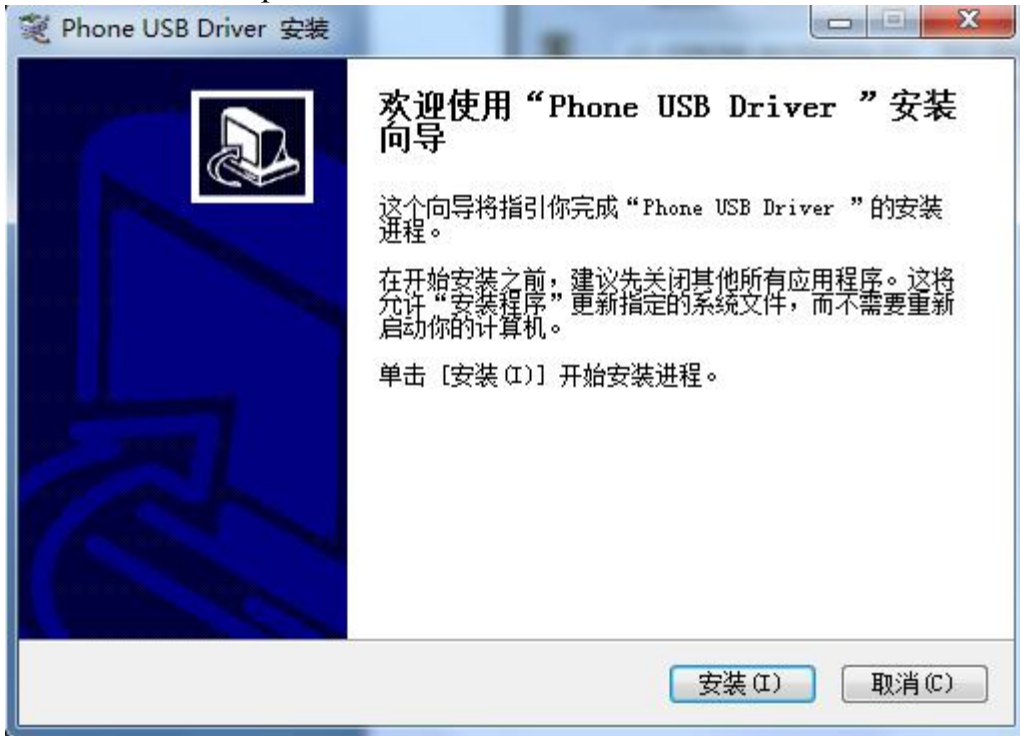 Phone USB Driver 安装
欢迎使用“Phone USB Driver ”安装
向导
这个向导将指引你完成“Phone USB Driver ”的安装
进程。
在开始安装之前，建议先关闭其他所有应用程序。这将
允许“安装程序”更新指定的系统文件，而不需要重新
启动你的计算机。
单击 [安装(I)] 开始安装进程。
安装(I)
取消(C)